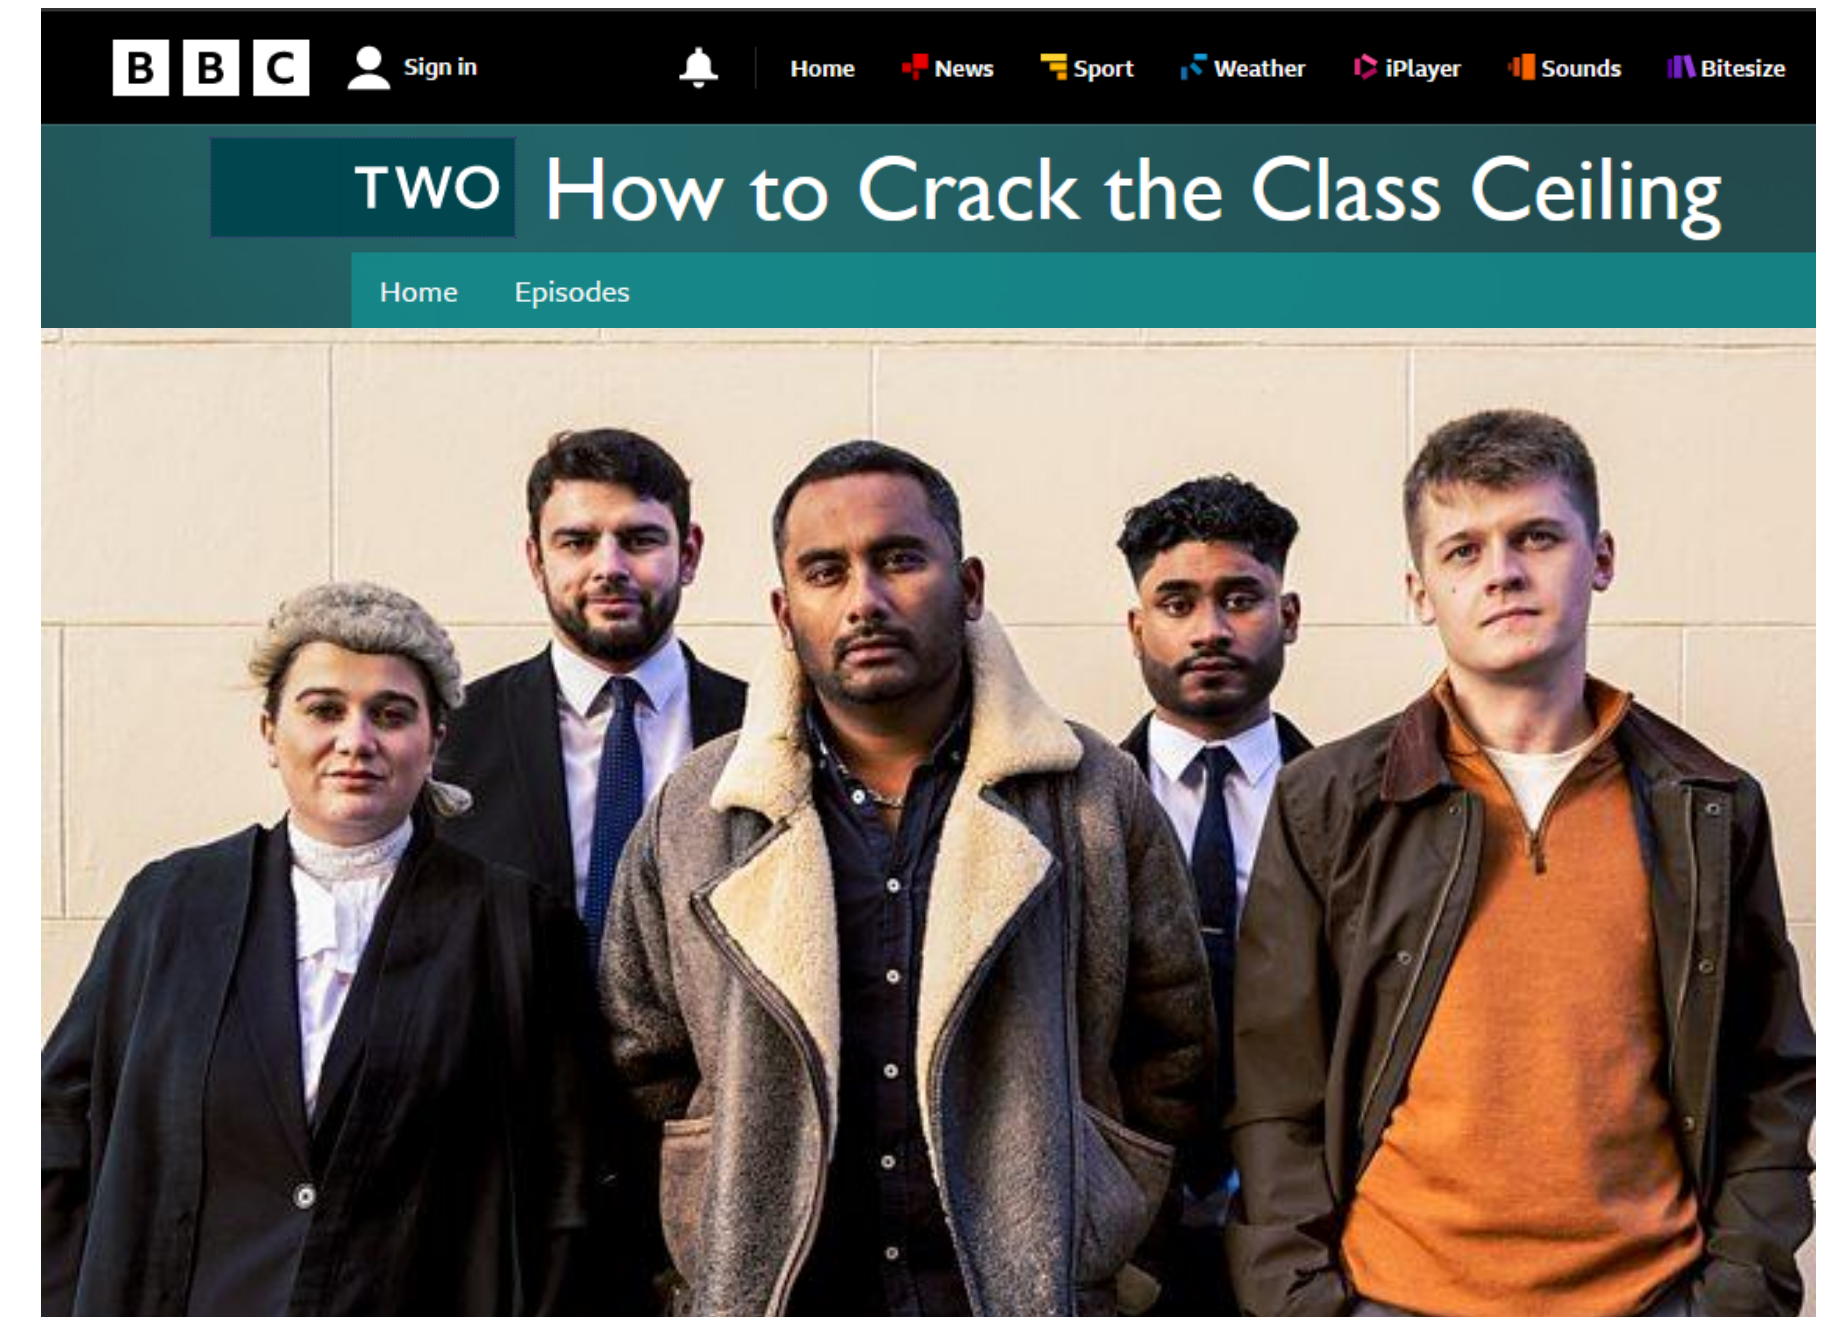 BBC Sign in Home News Sport Weather iPlayer Sounds Bitesize
TWO How to Crack the Class Ceiling
Home Episodes